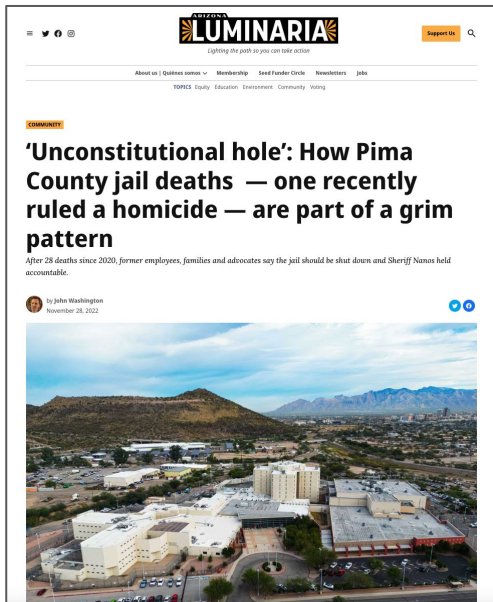 ARIZONA
LUMINARIA
Lighting the path so you can take action
Support Us
About us | Quiénes somos Membership Send Funder Circle Newsletters Jobs
TOPICS Equity Education Environment Community Voting
COMMUNITY
‘Unconstitutional hole’: How Pima
County jail deaths — one recently
ruled a homicide — are part of a grim
pattern
After 28 deaths since 2020, former employees, families and advocates say the jail should be shut down and Sheriff Nanos held
accountable.
by John Washington
November 28, 2022